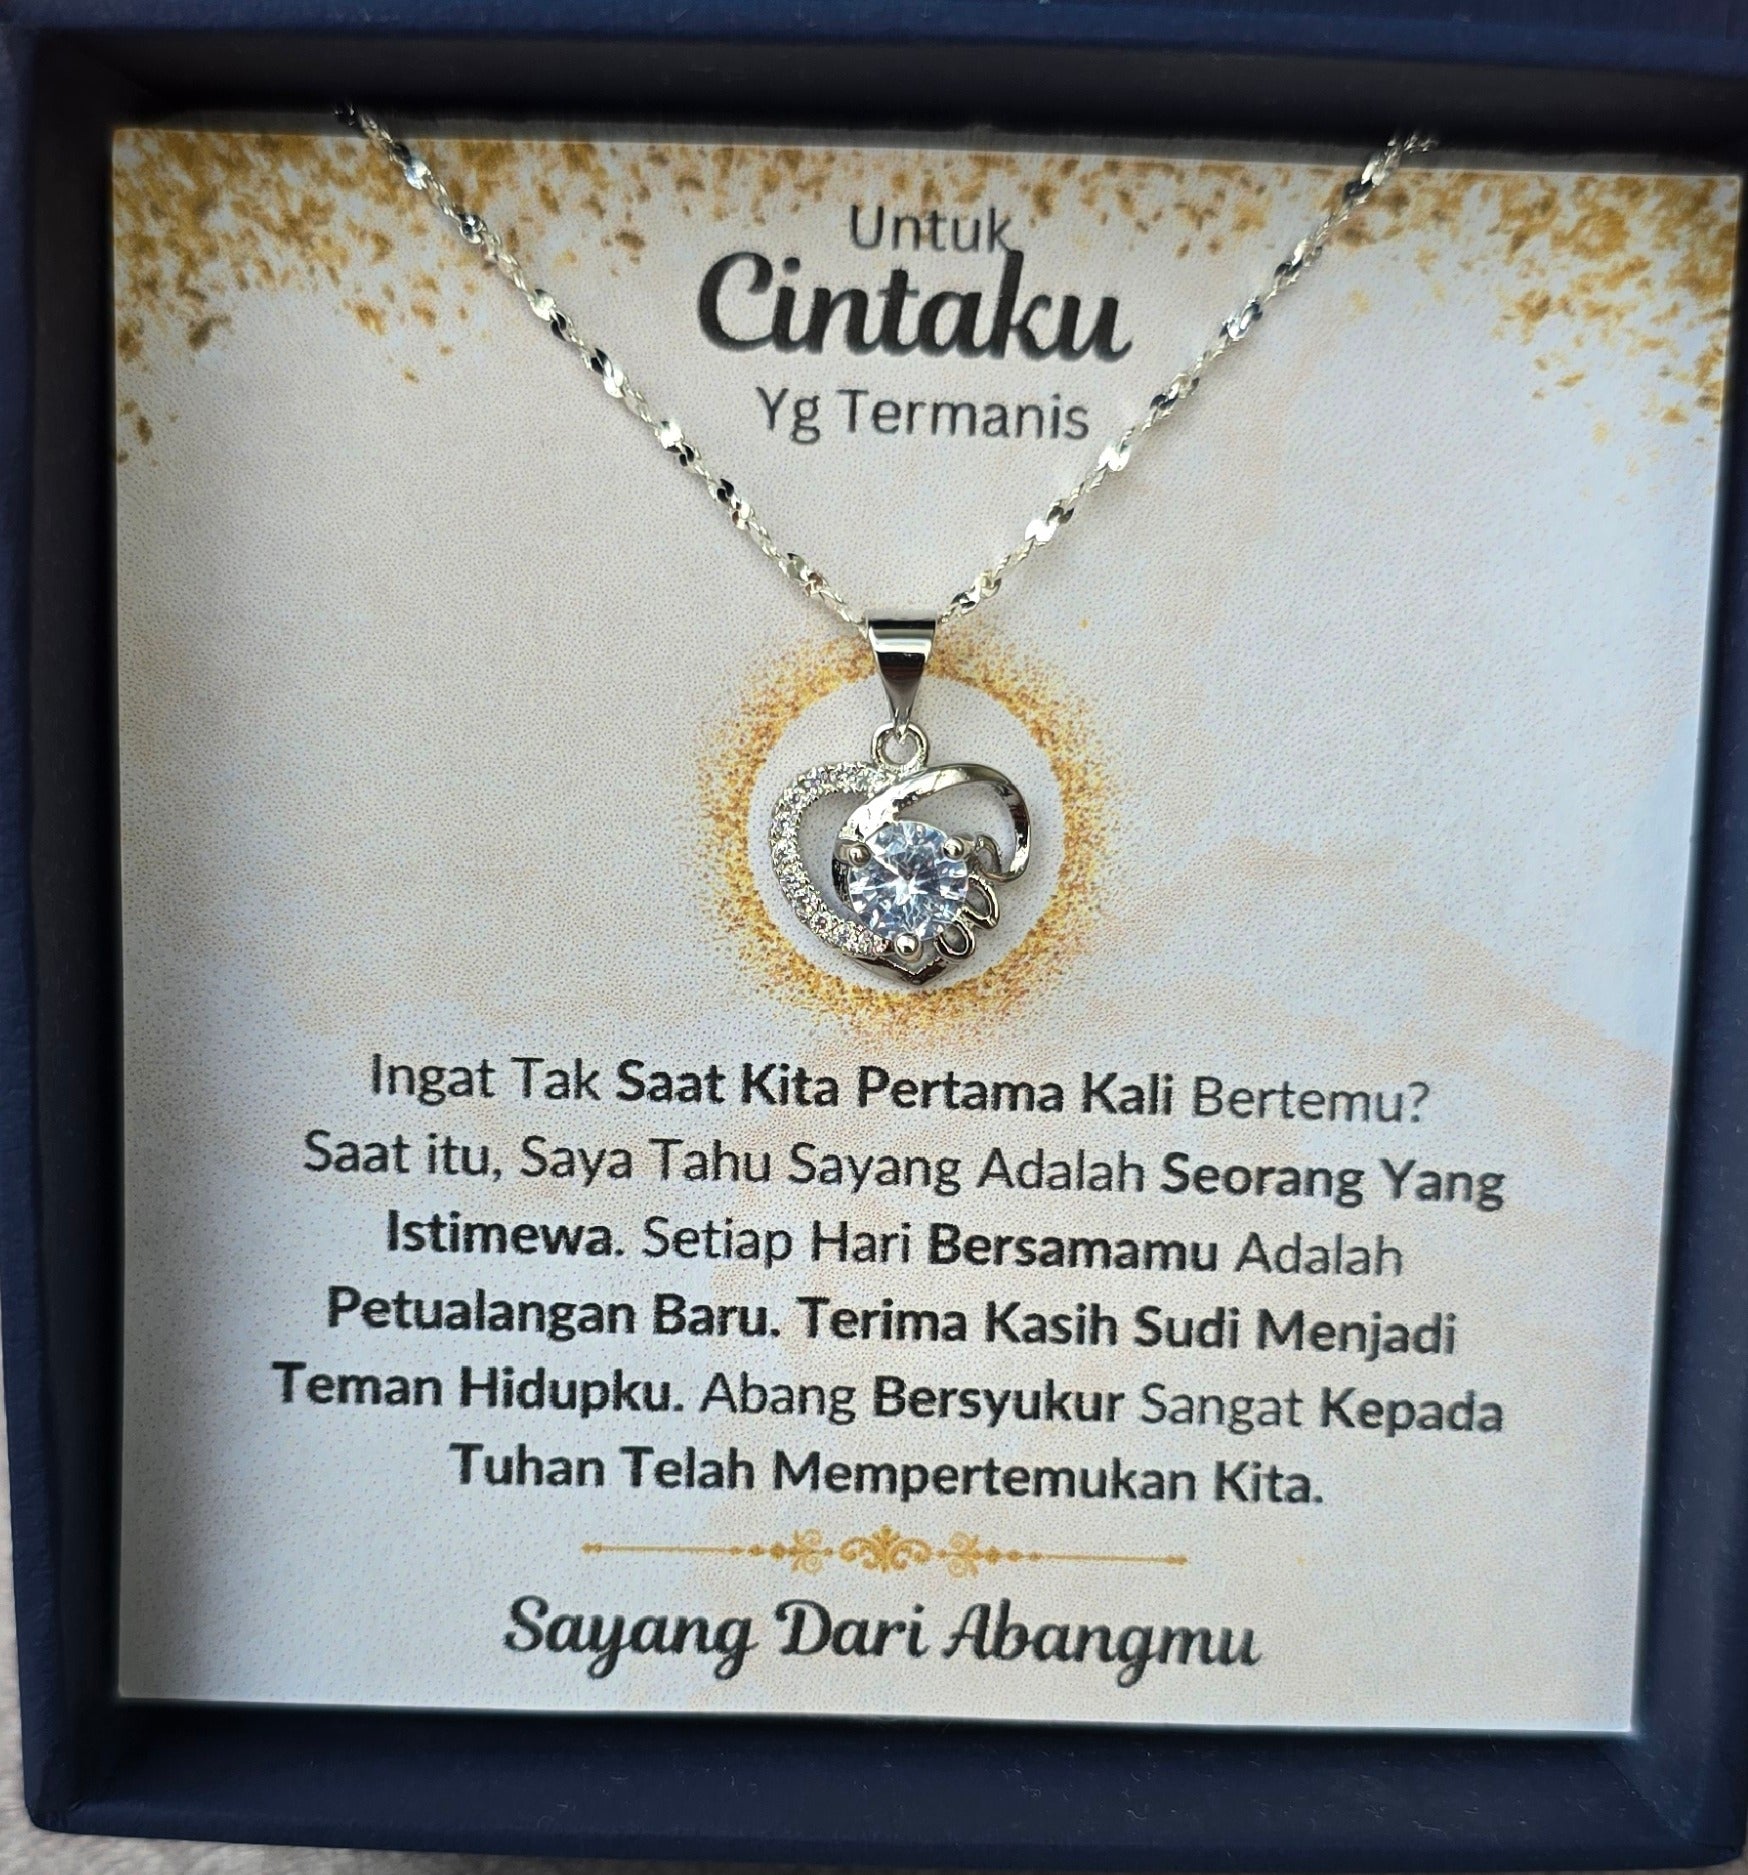 Untuk
Cintaku
Yg Termanis
Ingat Tak Saat Kita Pertama Kali Bertemu?
Saat itu, Saya Tahu Sayang Adalah Seorang Yang
Istimewa. Setiap Hari Bersamamu Adalah
Petualangan Baru. Terima Kasih Sudi Menjadi
Teman Hidupku. Abang Bersyukur Sangat Kepada
Tuhan Telah Mempertemukan Kita.
Sayang Dari Abangmu